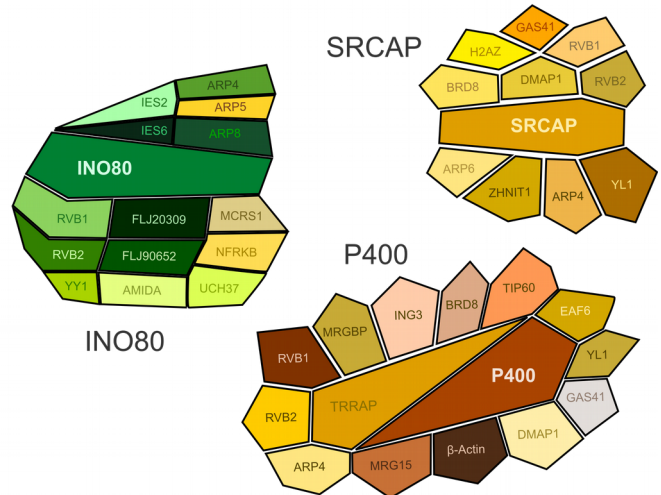 SRCAP
GAS41
H2AZ
RVB1
BRD8
DMAP1
RVB2
SRCAP
ARP6
ZHNIT1
ARP4
YL1
IES2
ARP4
ARP5
IES6
ARP8
INO80
RVB1
FLJ20309
MCRS1
RVB2
FLJ90652
NFRKB
YY1
AMIDA
UCH37
INO80
P400
MRGBP
ING3
BRD8
TIP60
EAF6
RVB1
YL1
P400
GAS41
TRRAP
RVB2
DMAP1
ARP4
MRG15
β-Actin